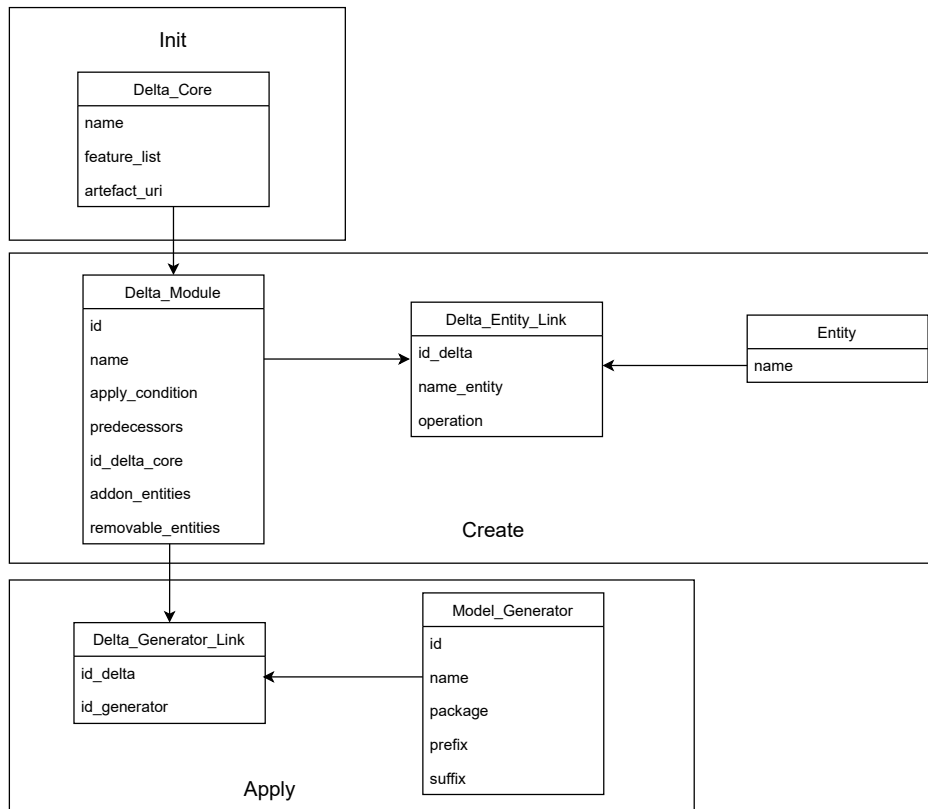 Init
Delta_Core
name
feature_list
artefact_uri
Delta_Module
id
name
apply_condition
predecessors
id_delta_core
addon_entities
removable_entities
Delta_Entity_Link
id_delta
name_entity
operation
Entity
name
Create
Delta_Generator_Link
id_delta
id_generator
Model_Generator
id
name
package
prefix
suffix
Apply